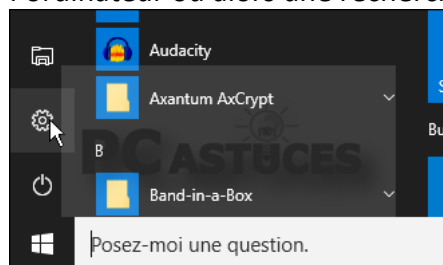 Audacity
Axantum AxCrypt
B
PC ASTUCES
Band-in-a-Box
Posez-moi une question.